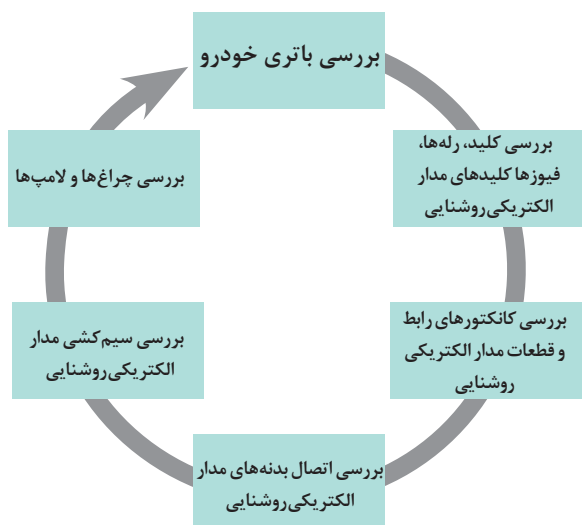 بررسی باتری خودرو
بررسی کلید، رله‌ها،
فیوزها کلیدهای مدار
الکتریکی روشنایی
بررسی کانکتورهای رابط
و قطعات مدار الکتریکی
روشنایی
بررسی اتصال بدنه‌های مدار
الکتریکی روشنایی
بررسی سیم‌کشی مدار
الکتریکی روشنایی
بررسی چراغ‌ها و لامپ‌ها